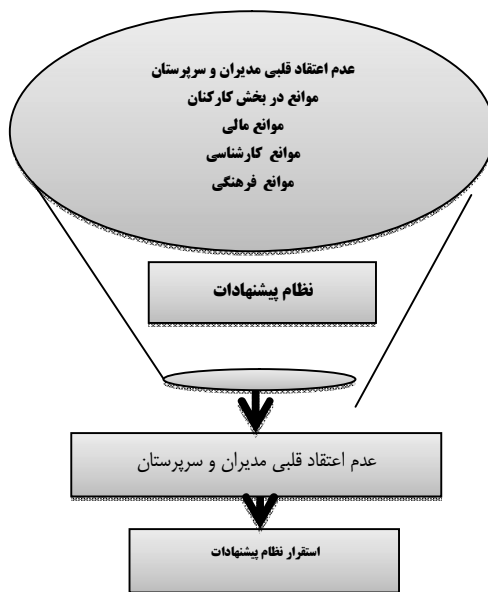 عدم اعتقاد قلبی مدیران و سرپرستان
موانع در بخش کارکنان
موانع مالی
موانع کارشناسی
موانع فرهنگی
نظام پیشنهادات
عدم اعتقاد قلبی مدیران و سرپرستان
استقرار نظام پیشنهادات